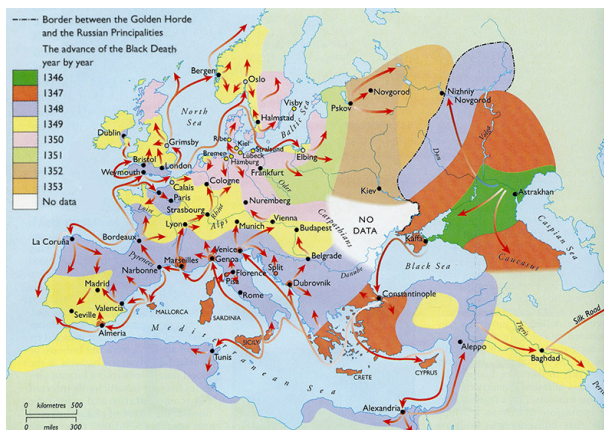 Border between the Golden Horde
and the Russian Principalities
The advance of the Black Death
year by year
1346
1347
1348
1349
1350
1351
1352
1353
No data
Bergen
Oslo
North
Sea
Visby
Baltic Sea
Halmstad
Pskov
Novgorod
Nizhniy
Novgorod
Don
Volga
Dublin
Grimsby
Ribe
Kiel
Stralsund
Lübeck
Bremen
Hamburg
Elbing
Bristol
London
Weymouth
Calais
Paris
Cologne
Frankfurt
Oder
Kiev
Astrakhan
Strasbourg
Rhine
Nuremberg
Carpathians
NO
DATA
Lyon
Alps
Munich
Vienna
Budapest
Kaffa
Caspian Sea
Caucasus
La Coruña
Bordeaux
Pyrenees
Narbonne
Marseilles
Genoa
Venice
Pisa
Florence
Split
Belgrade
Danube
Black Sea
Dubrovnik
Constantinople
Madrid
Valencia
Seville
Almeria
MALLORCA
SARDINIA
Rome
Mediterranean Sea
SICILY
Tunis
CRETE
CYPRUS
Aleppo
Tigris
Baghdad
Silk Road
Alexandria
0 kilometres 500
0 miles 300